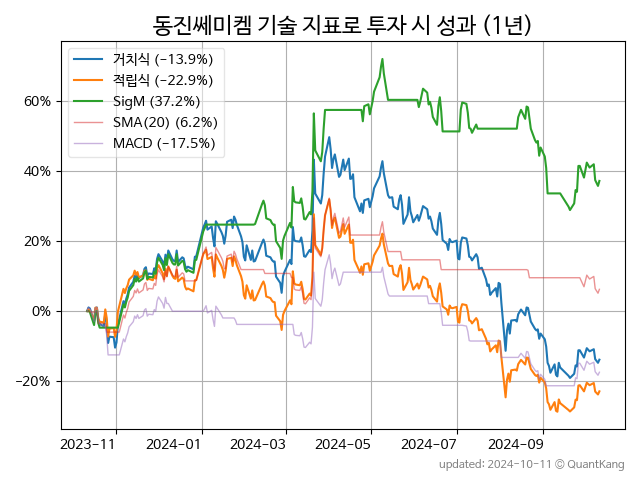 동진쎄미켐 기술 지표로 투자 시 성과 (1년)
거치식 (−13.9%)
적립식 (−22.9%)
SigM (37.2%)
SMA(20) (6.2%)
MACD (−17.5%)
60%
40%
20%
0%
−20%
2023-11 2024-01 2024-03 2024-05 2024-07 2024-09
updated: 2024-10-11 © QuantKang